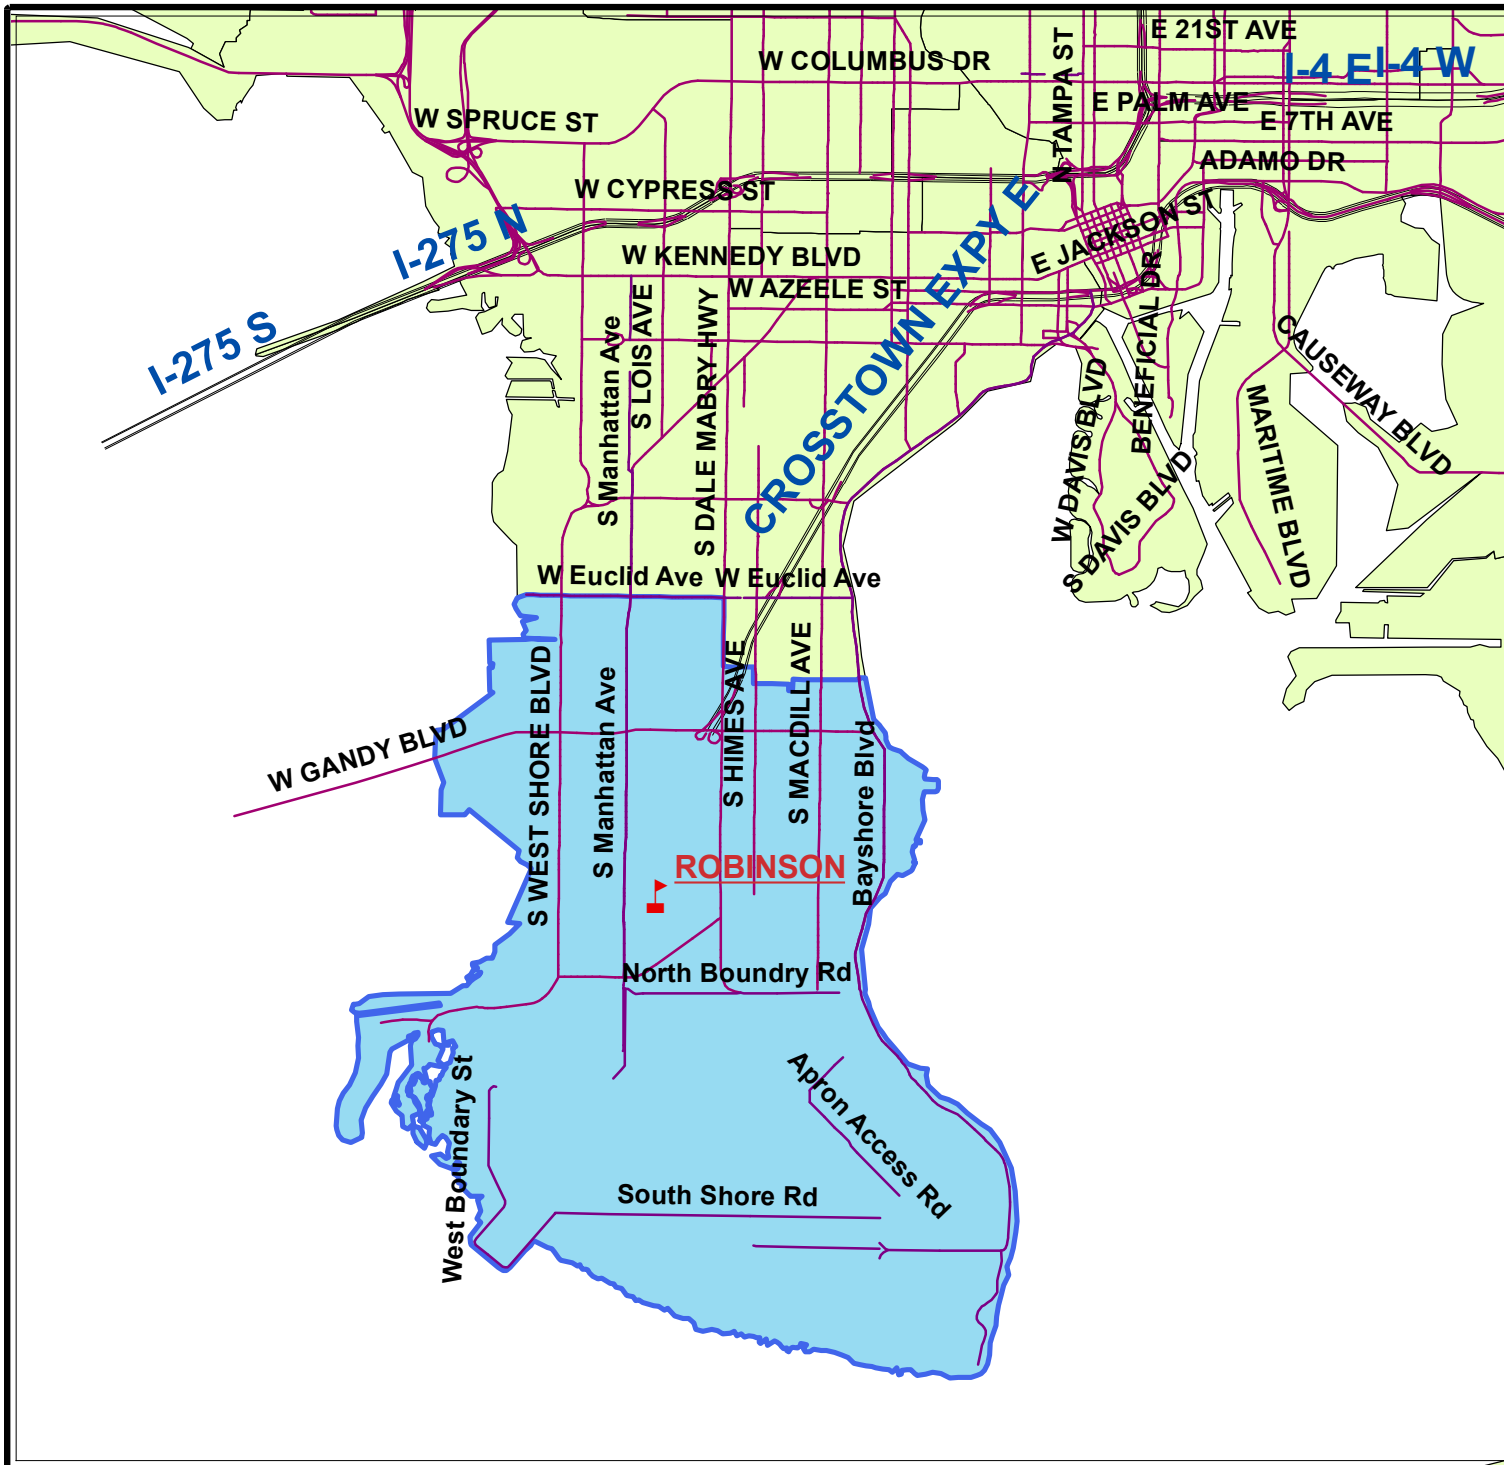 E 21ST AVE
W COLUMBUS DR
I-4 E
I-4 W
N TAMPA ST
E PALM AVE
W SPRUCE ST
E 7TH AVE
ADAMO DR
W CYPRESS ST
E JACKSON ST
I-275 N
W KENNEDY BLVD
W AZEELE ST
CROSSTOWN EXPY E
BENEFICIAL DR
I-275 S
S Manhattan Ave
S LOIS AVE
S DALE MABRY HWY
CAUSEWAY BLVD
W DAVIS BLVD
MARITIME BLVD
S DAVIS BLVD
W Euclid Ave
W Euclid Ave
S WEST SHORE BLVD
S Manhattan Ave
S HIMES AVE
S MACDILL AVE
Bayshore Blvd
W GANDY BLVD
ROBINSON
North Boundry Rd
West Boundary St
Apron Access Rd
South Shore Rd